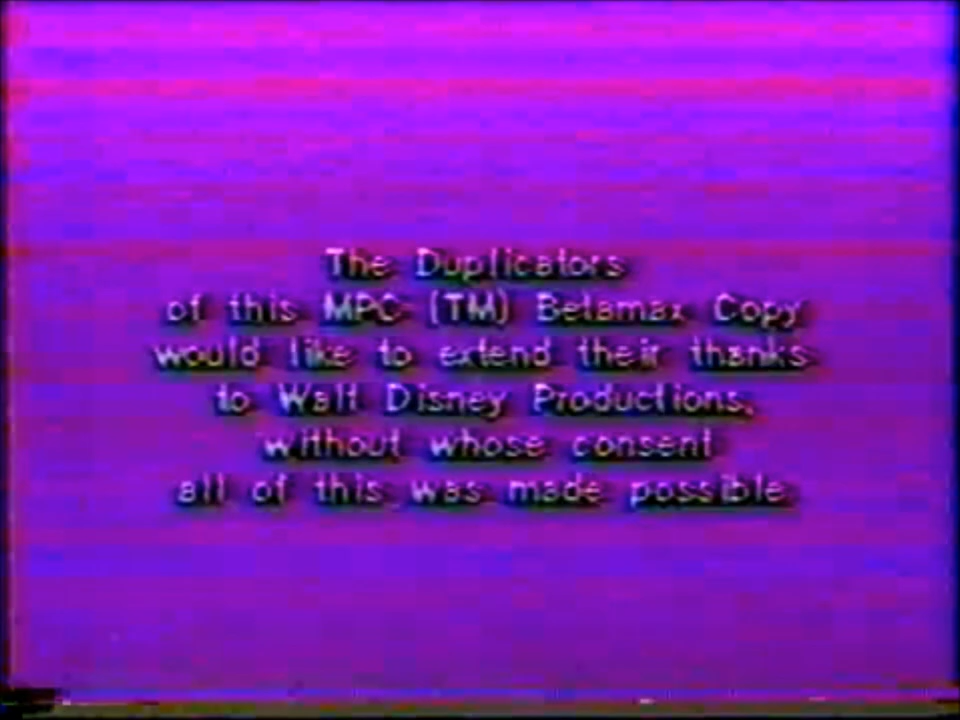 The Duplicators
of this MPC (TM) Betamax Copy
would like to extend their thanks
to Walt Disney Productions,
without whose consent
all of this was made possible.